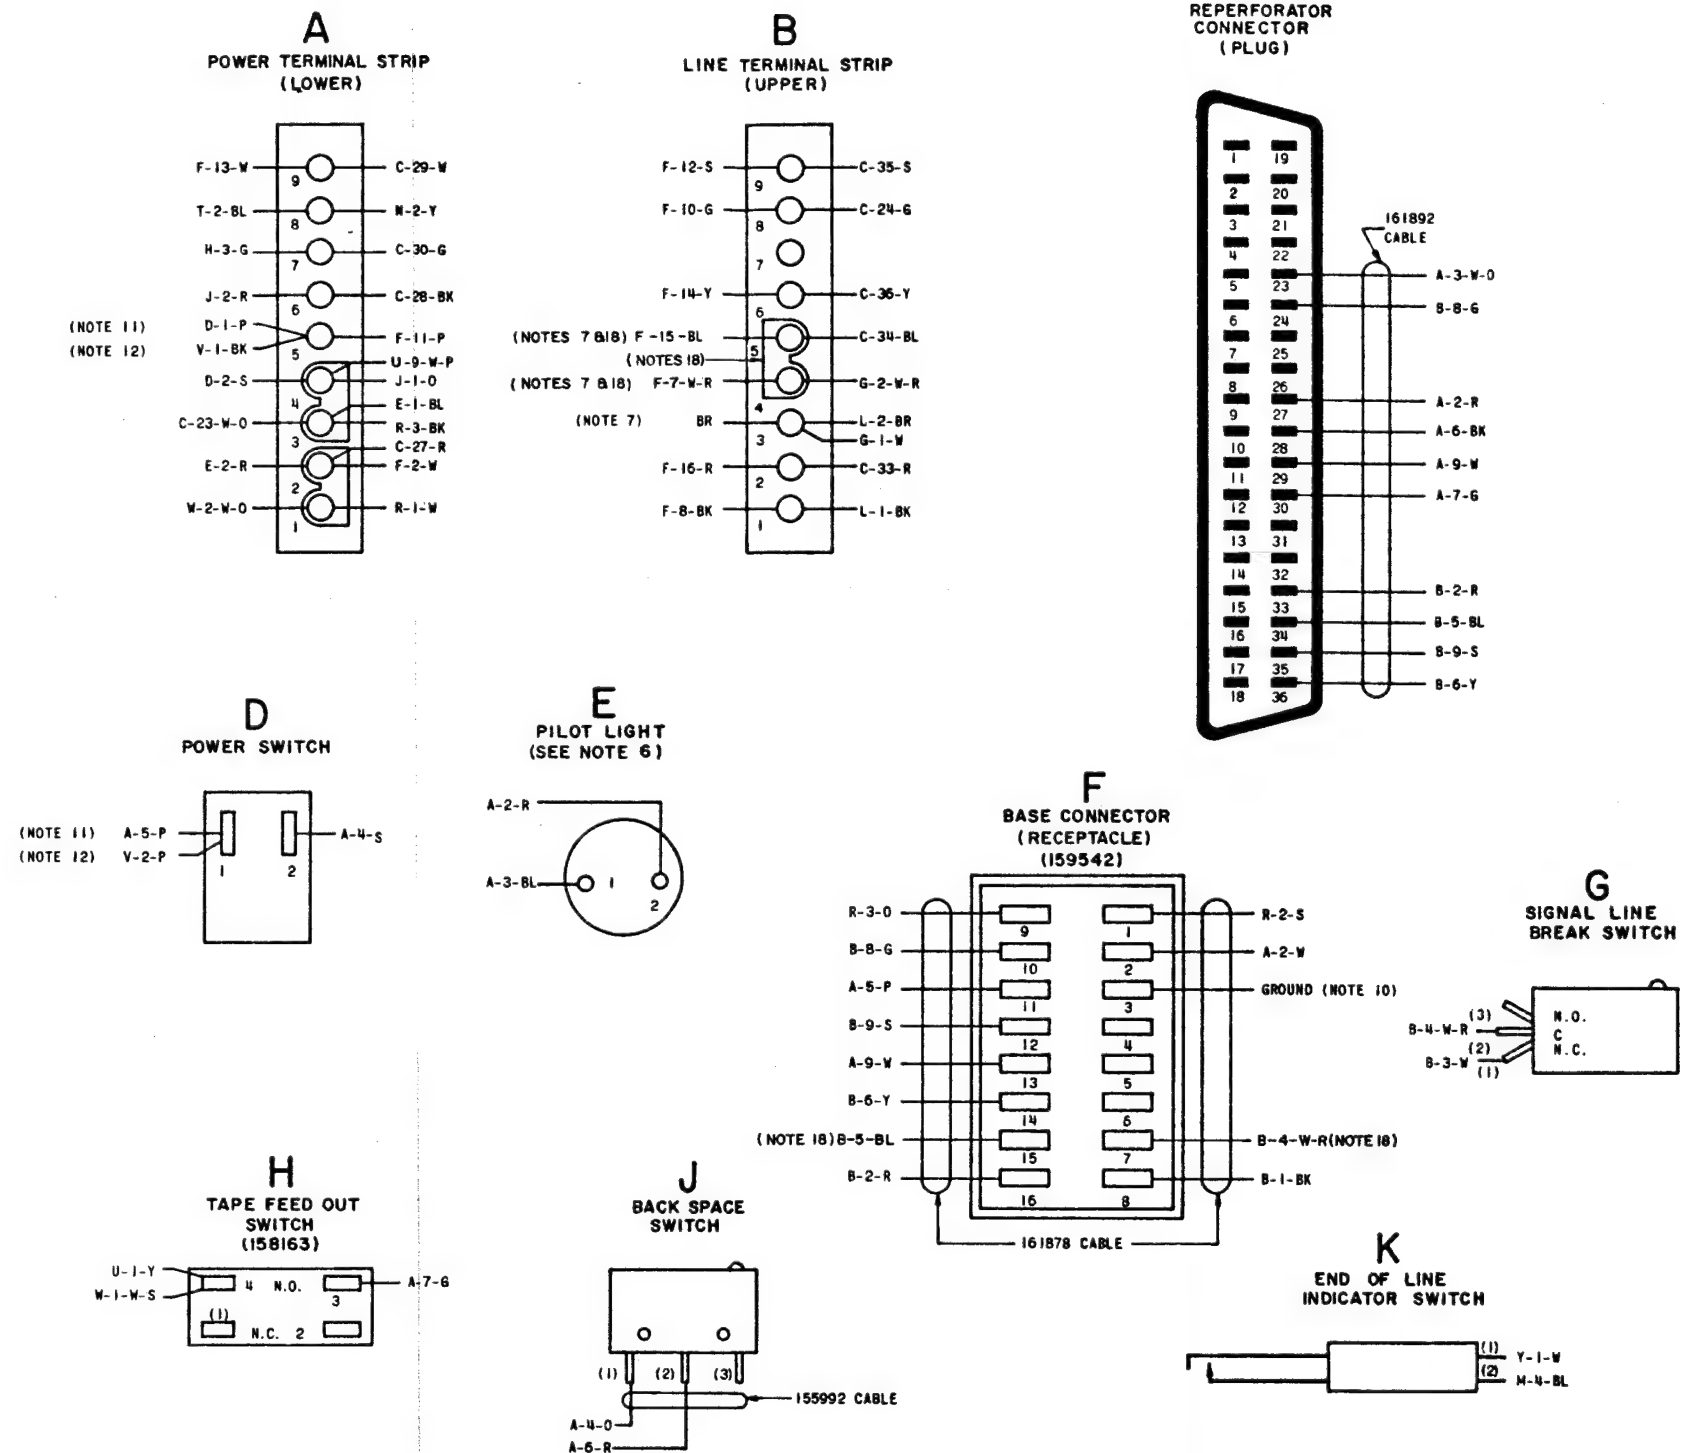 A
POWER TERMINAL STRIP
(LOWER)
F-13-W
C-29-W
9
T-2-BL
N-2-Y
8
H-3-G
C-30-G
7
J-2-R
C-28-BK
6
(NOTE 11)
D-1-P
F-11-P
(NOTE 12)
V-1-BK
5
U-9-W-P
D-2-S
J-1-O
4
E-1-BL
C-23-W-O
R-3-BK
3
C-27-R
E-2-R
F-2-W
2
W-2-W-O
R-1-W
1
B
LINE TERMINAL STRIP
(UPPER)
F-12-S
C-35-S
9
F-10-G
C-24-G
8
7
F-14-Y
C-36-Y
6
(NOTES 7 & 18) F-15-BL
C-34-BL
5
(NOTES 18)
(NOTES 7 & 18) F-7-W-R
G-2-W-R
4
(NOTE 7) BR
L-2-BR
3
G-1-W
F-16-R
C-33-R
2
F-8-BK
L-1-BK
1
REPERFORATOR
CONNECTOR
(PLUG)
1 19
2 20
3 21
4 22
5 23
6 24
7 25
8 26
9 27
10 28
11 29
12 30
13 31
14 32
15 33
16 34
17 35
18 36
161892
CABLE
A-3-W-O
B-8-G
A-2-R
A-6-BK
A-9-W
A-7-G
B-2-R
B-5-BL
B-9-S
B-6-Y
D
POWER SWITCH
(NOTE 11) A-5-P
A-4-S
(NOTE 12) V-2-P
1 2
E
PILOT LIGHT
(SEE NOTE 6)
A-2-R
A-3-BL
1
2
F
BASE CONNECTOR
(RECEPTACLE)
(159542)
R-3-O
R-2-S
9 1
B-8-G
A-2-W
10 2
A-5-P
GROUND (NOTE 10)
11 3
B-9-S
12 4
A-9-W
13 5
B-6-Y
14 6
(NOTE 18) B-5-BL
B-4-W-R (NOTE 18)
15 7
B-2-R
B-1-BK
16 8
161878 CABLE
G
SIGNAL LINE
BREAK SWITCH
(3) N.O.
B-4-W-R
C
(2) N.C.
B-3-W
(1)
H
TAPE FEED OUT
SWITCH
(158163)
U-1-Y
4 N.O.
A-7-G
W-1-W-S
3
(1)
N.C. 2
J
BACK SPACE
SWITCH
(1) (2) (3)
155992 CABLE
A-4-O
A-6-R
K
END OF LINE
INDICATOR SWITCH
(1) Y-1-W
(2) M-4-BL